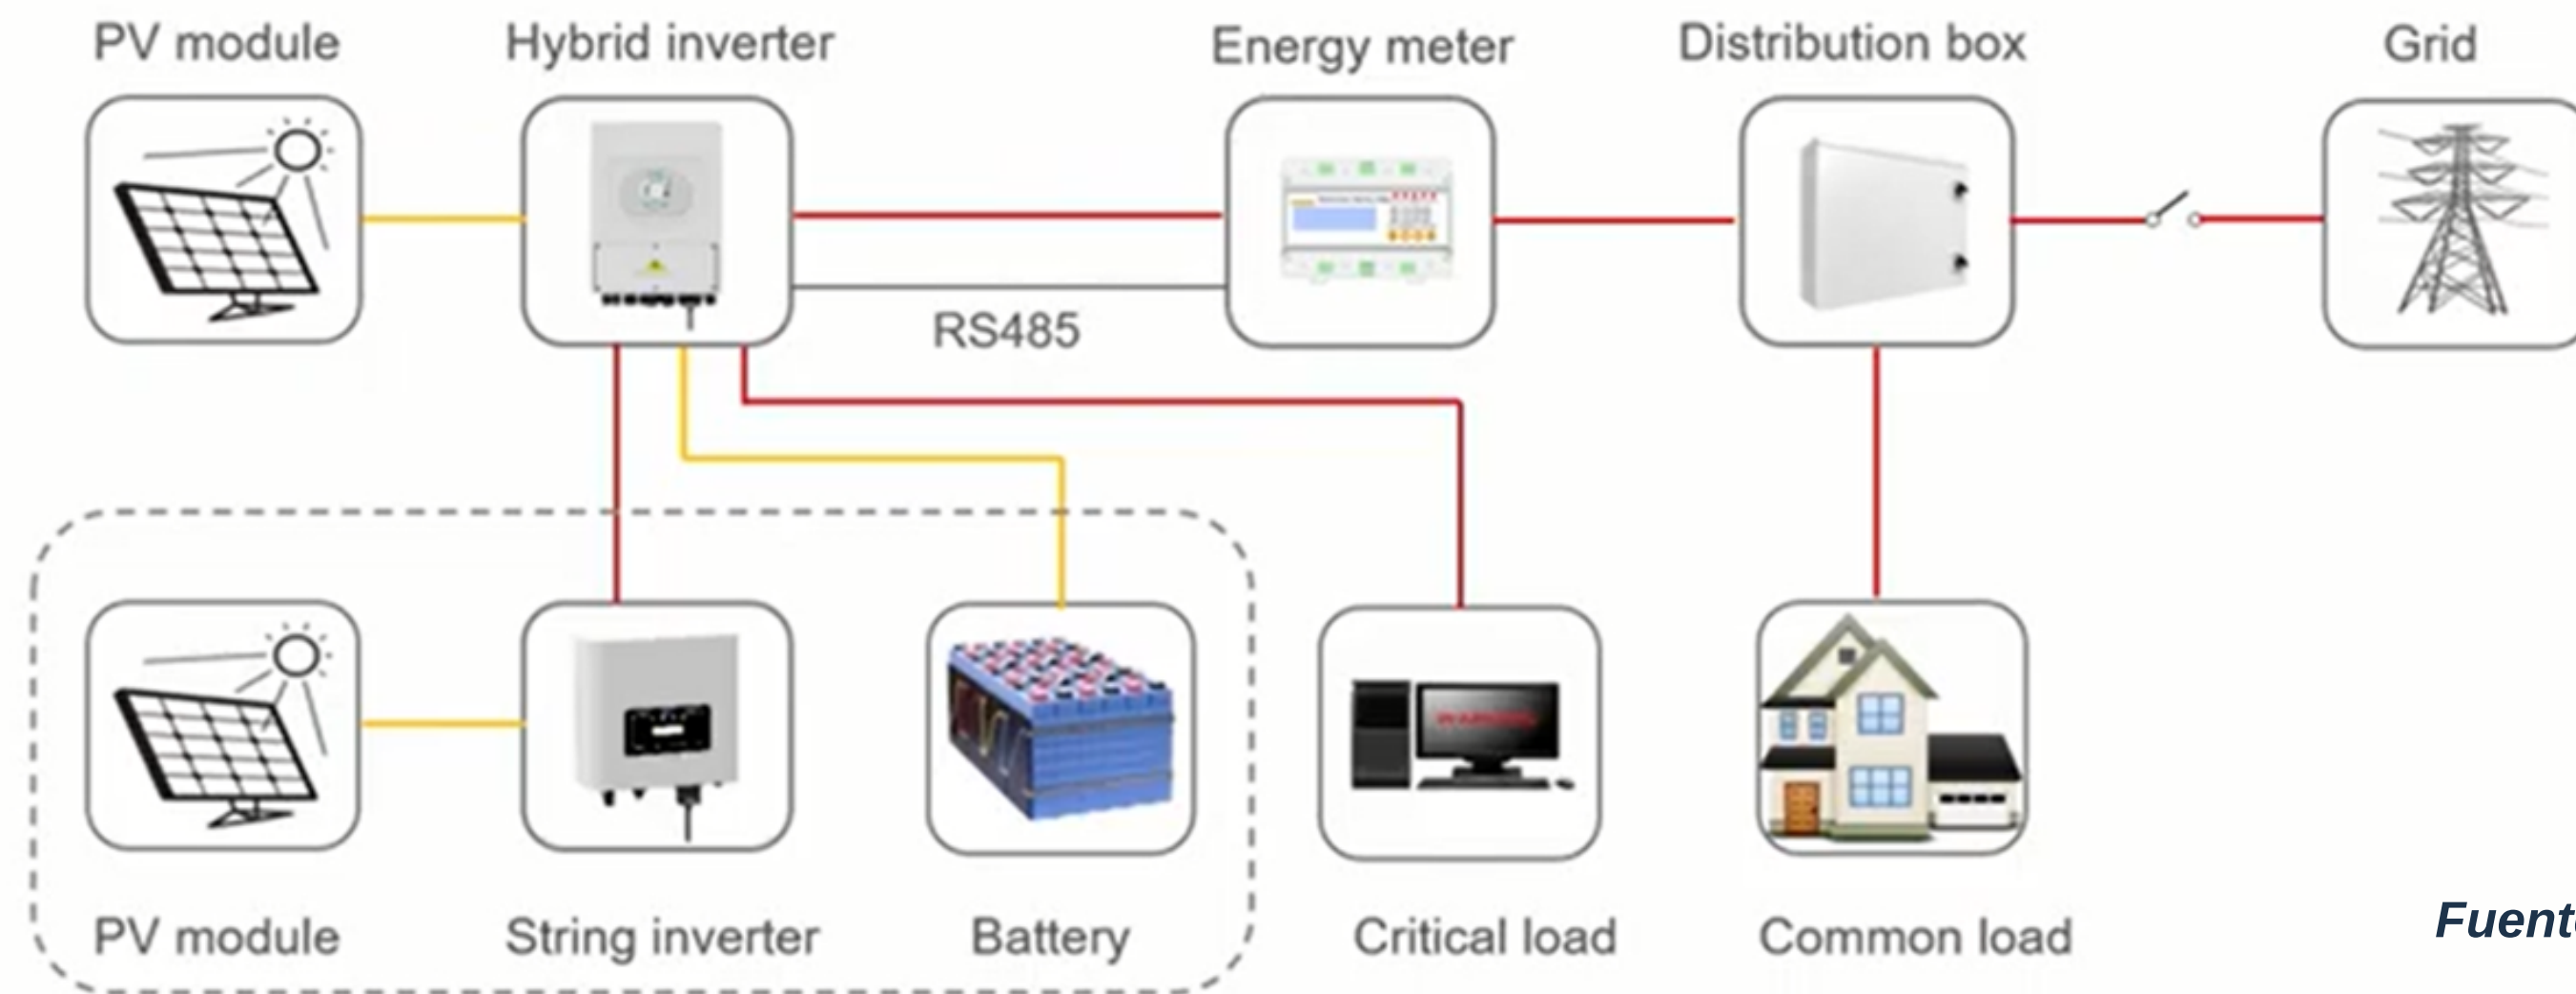 PV module
Hybrid inverter
Energy meter
Distribution box
Grid
RS485
WARNING
PV module
String inverter
Battery
Critical load
Common load